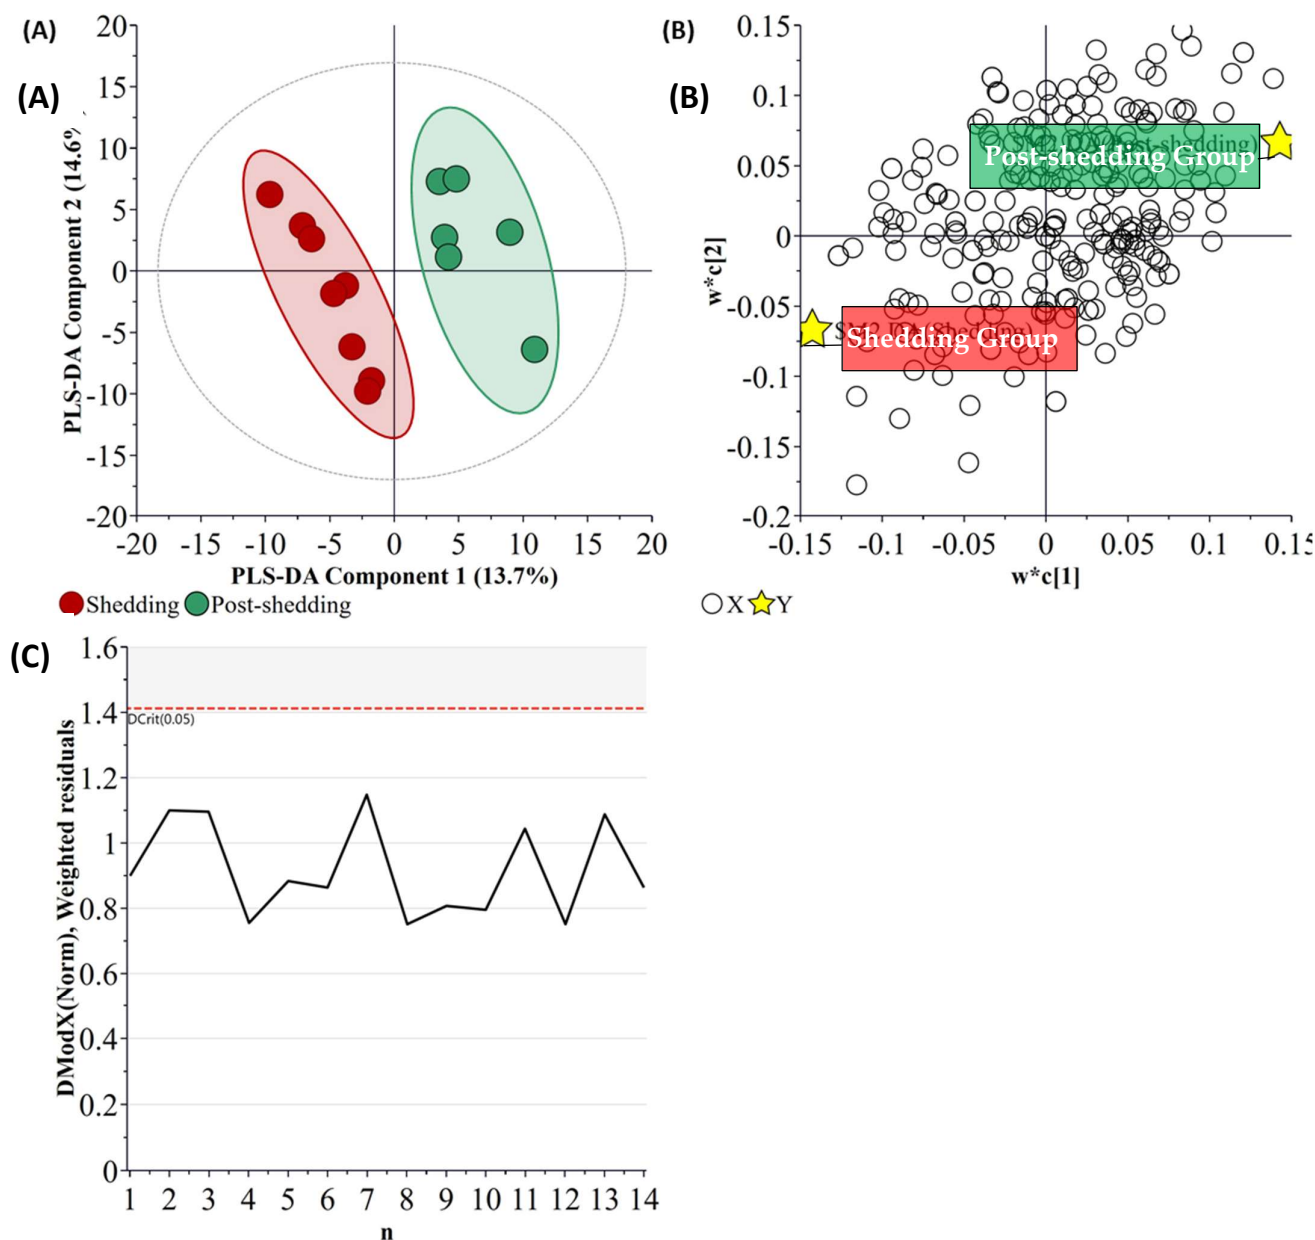 (A)
(A)
20
15
10
5
0
-5
-10
-15
-20
PLS-DA Component 2 (14.6%
-20 -15 -10 -5 0 5 10 15 20
PLS-DA Component 1 (13.7%)
Shedding Post-shedding
(B)
(B)
0.15
0.1
0.05
0
-0.05
-0.1
-0.15
-0.2
w*c[2]
Post-shedding Group
Shedding Group
-0.15 -0.1 -0.05 0 0.05 0.1 0.15
w*c[1]
X Y
(C)
1.6
1.4
1.2
1
0.8
0.6
0.4
0.2
0
DModX(Norm), Weighted residuals
DCrit(0.05)
1 2 3 4 5 6 7 8 9 10 11 12 13 14
n